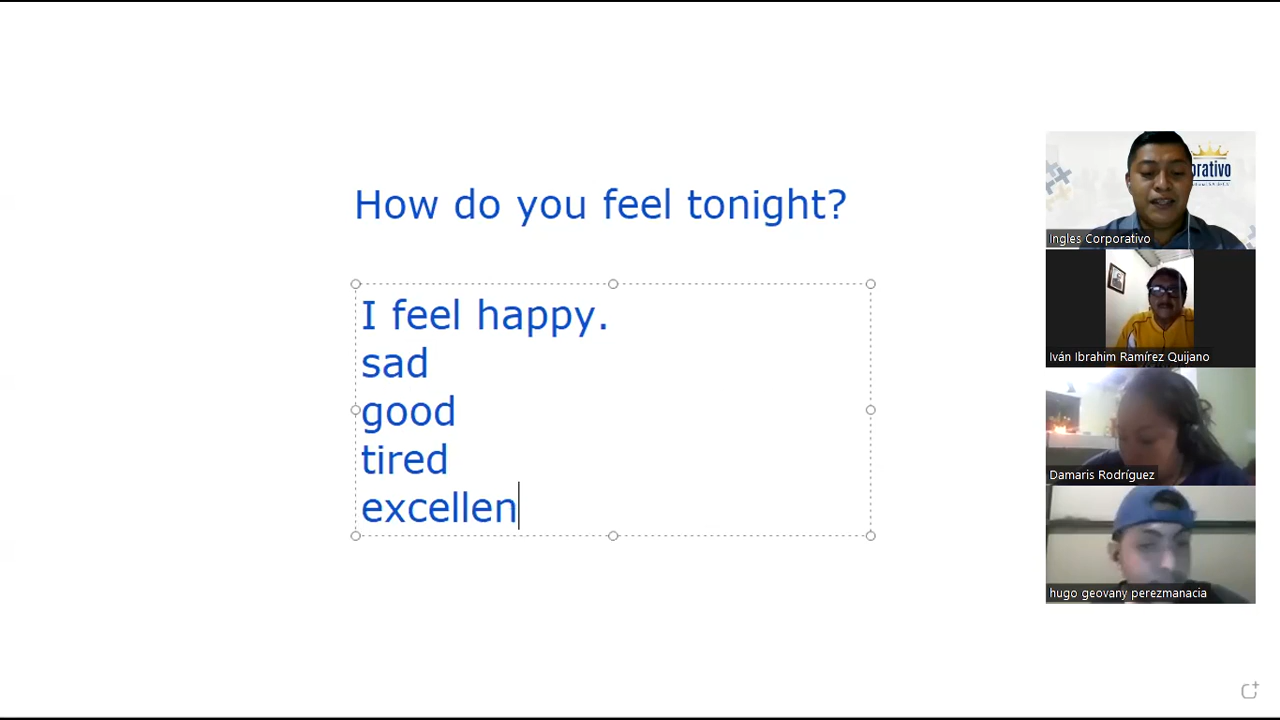 How do you feel tonight?
I feel happy.
sad
good
tired
excellen
orativo
Ingles Corporativo
Iván Ibrahim Ramírez Quijano
Damaris Rodríguez
hugo geovany perezmanacia